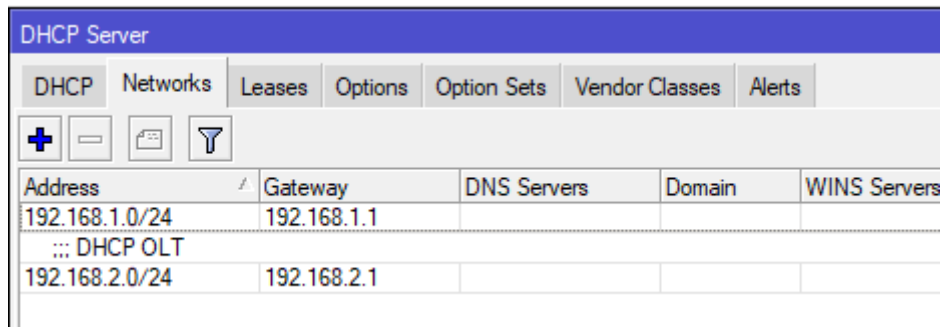 DHCP Server
DHCP Networks Leases Options Option Sets Vendor Classes Alerts
Address Gateway DNS Servers Domain WINS Servers
192.168.1.0/24 192.168.1.1
;;; DHCP OLT
192.168.2.0/24 192.168.2.1